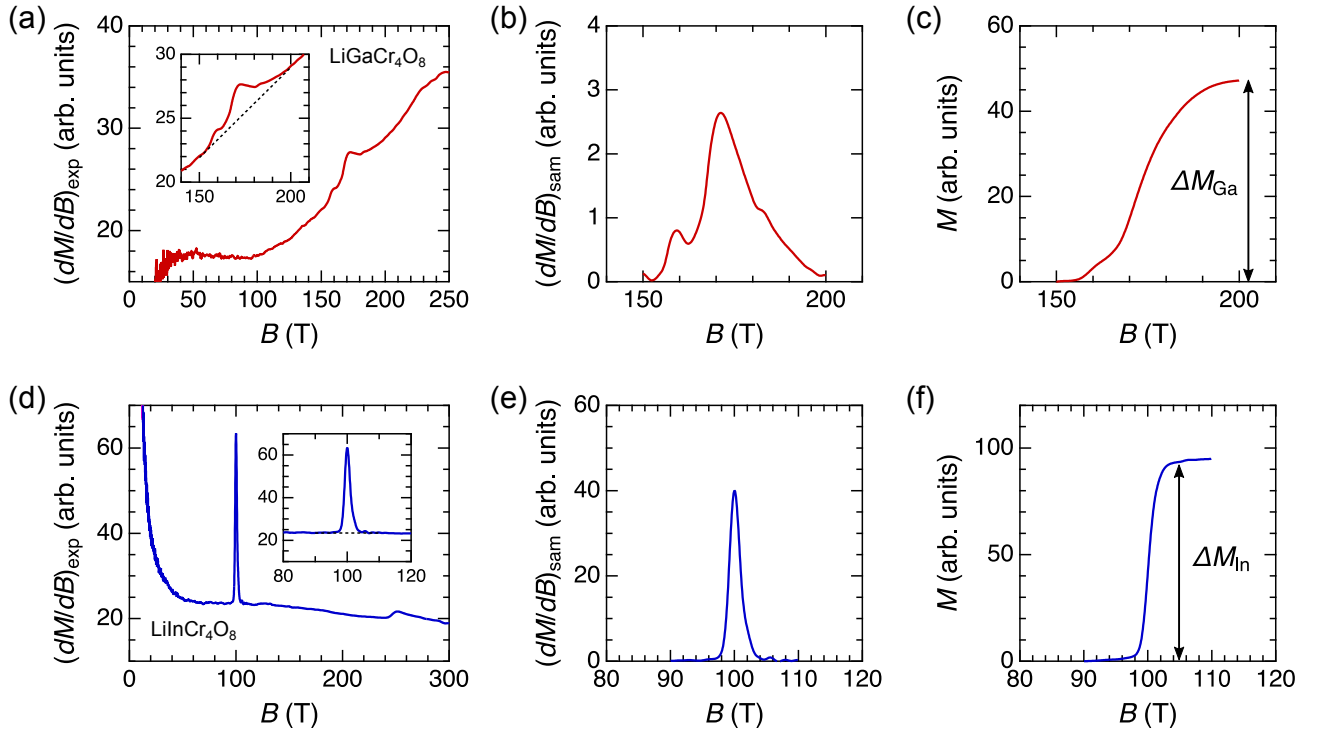 (a)
(dM/dB)exp (arb. units)
40
30
20
0 50 100 150 200 250
B (T)
LiGaCr₄O₈
30
25
20
150 200
(b)
(dM/dB)sam (arb. units)
4
3
2
1
0
150 200
B (T)
(c)
M (arb. units)
60
40
20
0
150 200
B (T)
ΔMGa
(d)
(dM/dB)exp (arb. units)
60
40
20
0 100 200 300
B (T)
LiInCr₄O₈
60
40
20
80 100 120
(e)
(dM/dB)sam (arb. units)
60
40
20
0
80 90 100 110 120
B (T)
(f)
M (arb. units)
100
50
0
80 90 100 110 120
B (T)
ΔMIn